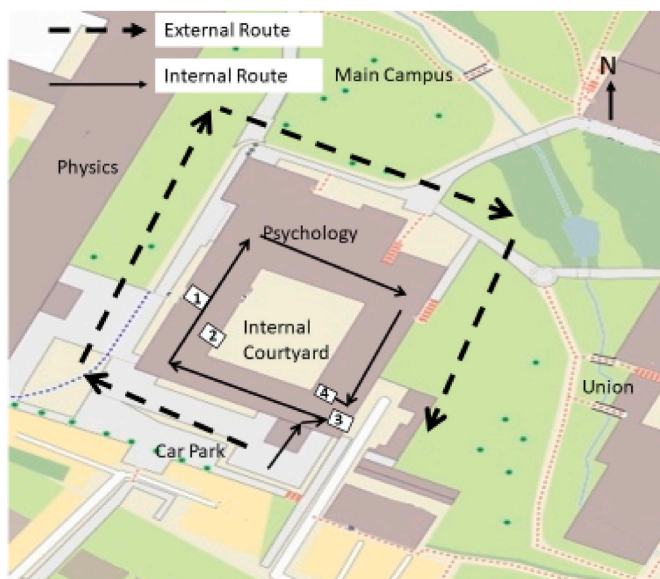 External Route
Internal Route
Main Campus
N
Physics
Psychology
1
2
Internal
Courtyard
Union
4
3
Car Park